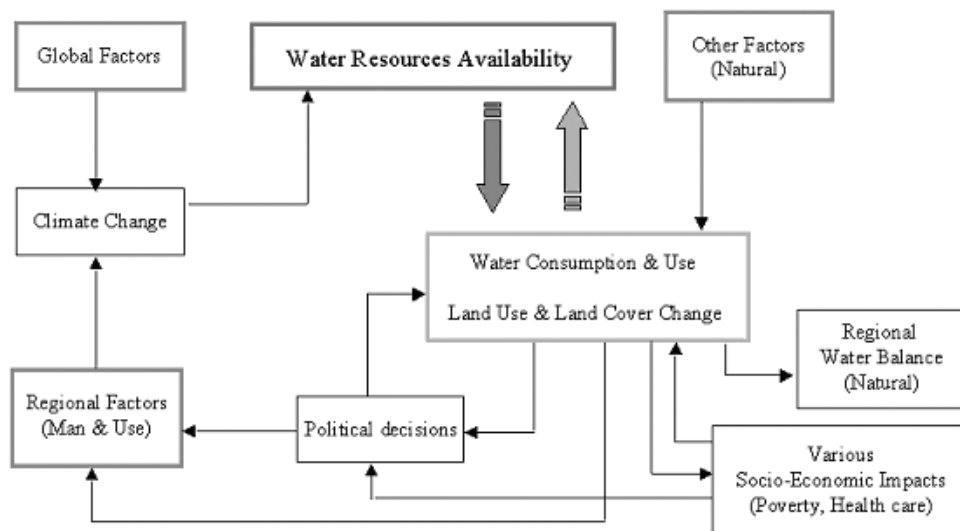 Global Factors
Water Resources Availability
Other Factors
(Natural)
Climate Change
Water Consumption & Use
Land Use & Land Cover Change
Regional
Water Balance
(Natural)
Regional Factors
(Man & Use)
Political decisions
Various
Socio-Economic Impacts
(Poverty, Health care)